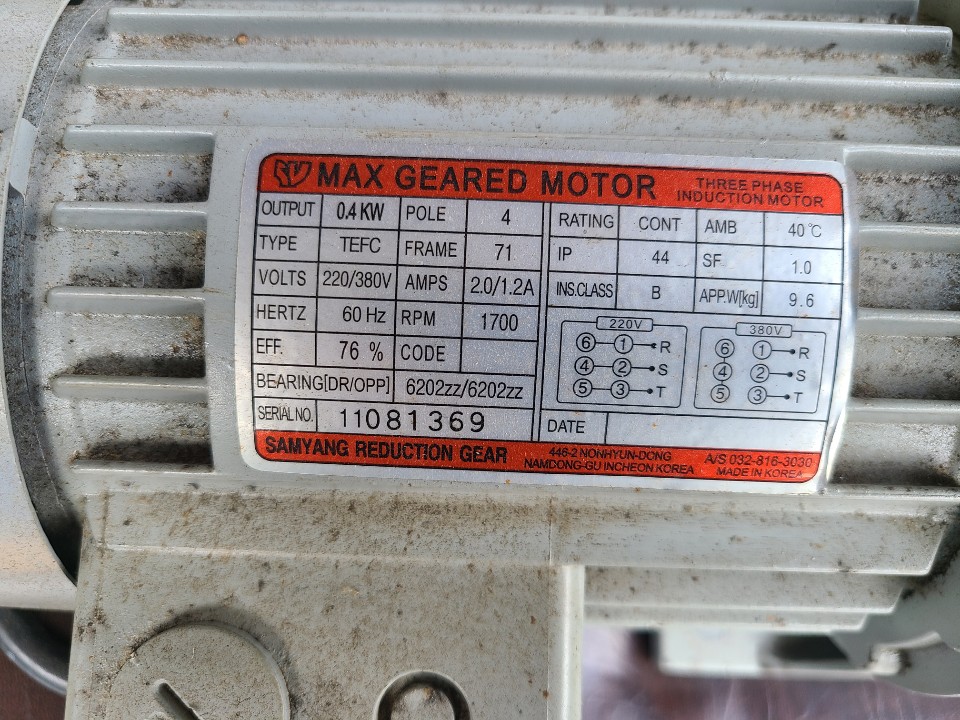 MAX GEARED MOTOR THREE PHASE INDUCTION MOTOR
OUTPUT 0.4 KW POLE 4 RATING CONT AMB 40°C
TYPE TEFC FRAME 71 IP 44 SF 1.0
VOLTS 220/380V AMPS 2.0/1.2A INS.CLASS B APP.W[kg] 9.6
HERTZ 60 Hz RPM 1700
EFF. 76 % CODE
BEARING[DR/OPP] 6202zz/6202zz
SERIAL NO. 11081369
220V
6 1 R
4 2 S
5 3 T
380V
6 1 R
4 2 S
5 3 T
DATE
SAMYANG REDUCTION GEAR
446-2 NONHYUN-DONG
NAMDONG-GU INCHEON KOREA
A/S 032-816-3030
MADE IN KOREA